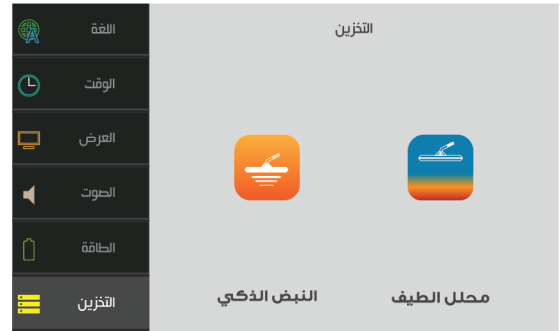 التخزين
اللغة
الوقت
العرض
الصوت
الطاقة
التخزين
محلل الطيف
النبض الذكي